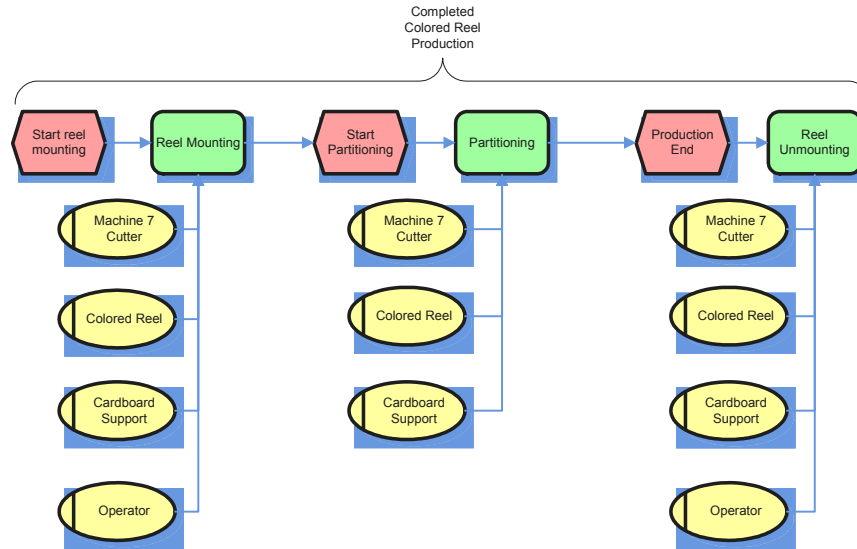 Completed
Colored Reel
Production
Start reel
mounting
Reel Mounting
Start
Partitioning
Partitioning
Production
End
Reel
Unmounting
Machine 7
Cutter
Machine 7
Cutter
Machine 7
Cutter
Colored Reel
Colored Reel
Colored Reel
Cardboard
Support
Cardboard
Support
Cardboard
Support
Operator
Operator